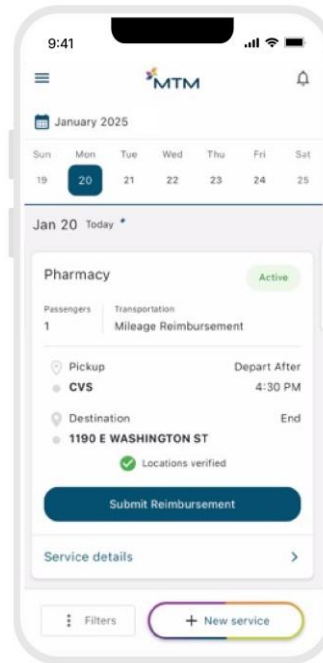 9:41
MTM
January 2025
Sun Mon Tue Wed Thu Fri Sat
19 20 21 22 23 24 25
Jan 20 Today
Pharmacy Active
Passengers Transportation
1 Mileage Reimbursement
Pickup Depart After
CVS 4:30 PM
Destination End
1190 E WASHINGTON ST
Locations verified
Submit Reimbursement
Service details
Filters + New service